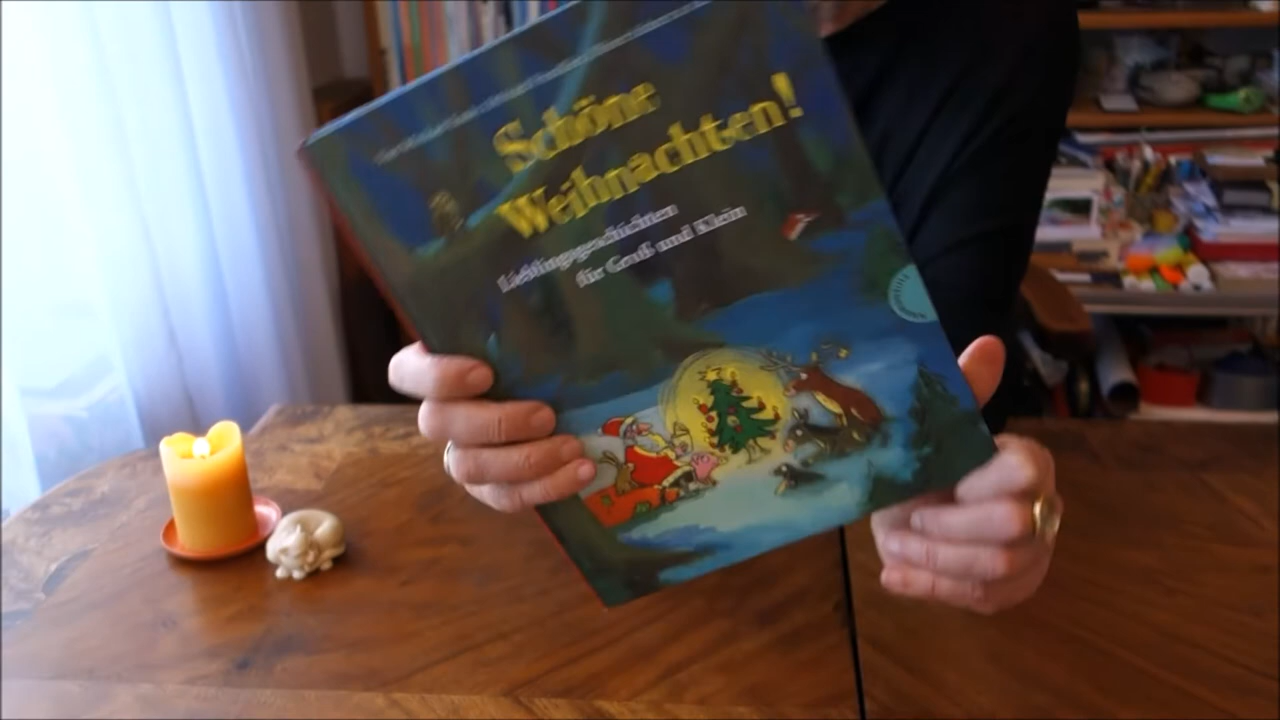 Schöne
Weihnachten!
Lieblingsgeschichten
für Groß und Klein